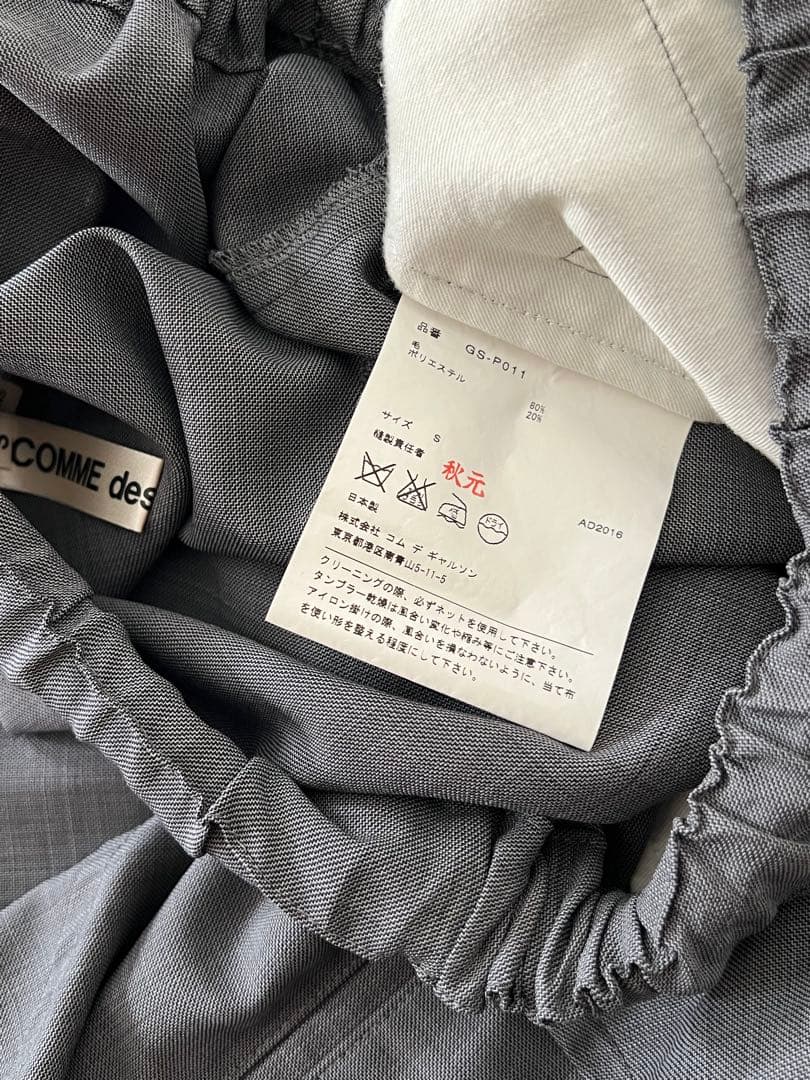 品番 GS-P011
毛 80%
ポリエステル 20%
サイズ S
縫製責任者 秋元
ドライ
日本製 AD2016
株式会社 コム デ ギャルソン
東京都港区南青山5-11-5
クリーニングの際、必ずネットを使用して下さい。
タンブラー乾燥は風合い変化や縮み等にご注意下さい。
アイロン掛けの際、風合いを損なわないように、当て布
を使い形を整える程度にして下さい。
S COMME des